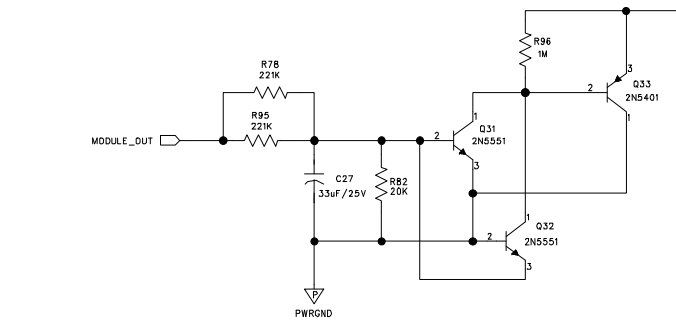 R96
1M
3
R78
221K
2
Q33
2N5401
R95
221K
1
1
Q31
2N5551
MODULE_OUT
2
3
C27
33uF/25V
R82
20K
1
Q32
2N5551
2
3
P
PWRGND